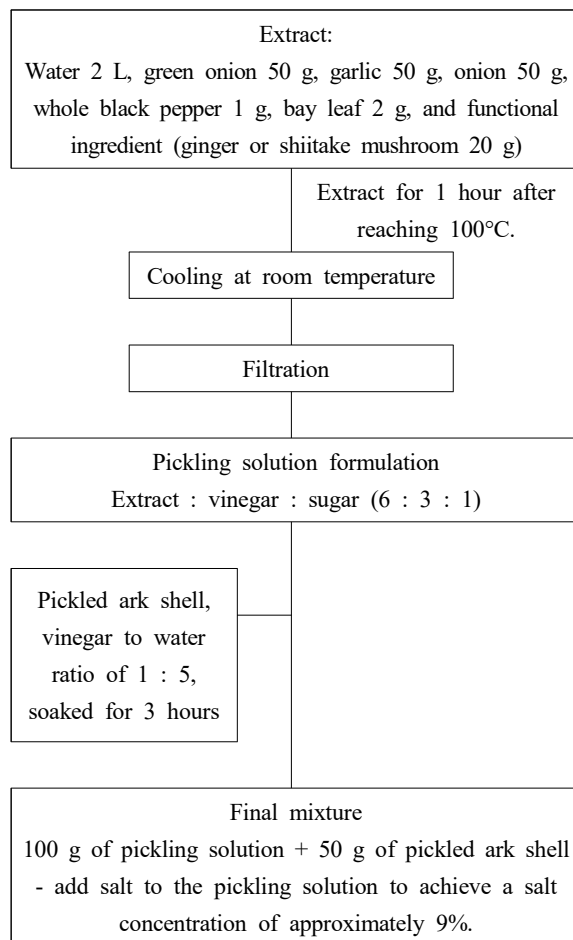 Extract:
Water 2 L, green onion 50 g, garlic 50 g, onion 50 g,
whole black pepper 1 g, bay leaf 2 g, and functional
ingredient (ginger or shiitake mushroom 20 g)
Extract for 1 hour after
reaching 100°C.
Cooling at room temperature
Filtration
Pickling solution formulation
Extract : vinegar : sugar (6 : 3 : 1)
Pickled ark shell,
vinegar to water
ratio of 1 : 5,
soaked for 3 hours
Final mixture
100 g of pickling solution + 50 g of pickled ark shell
- add salt to the pickling solution to achieve a salt
concentration of approximately 9%.